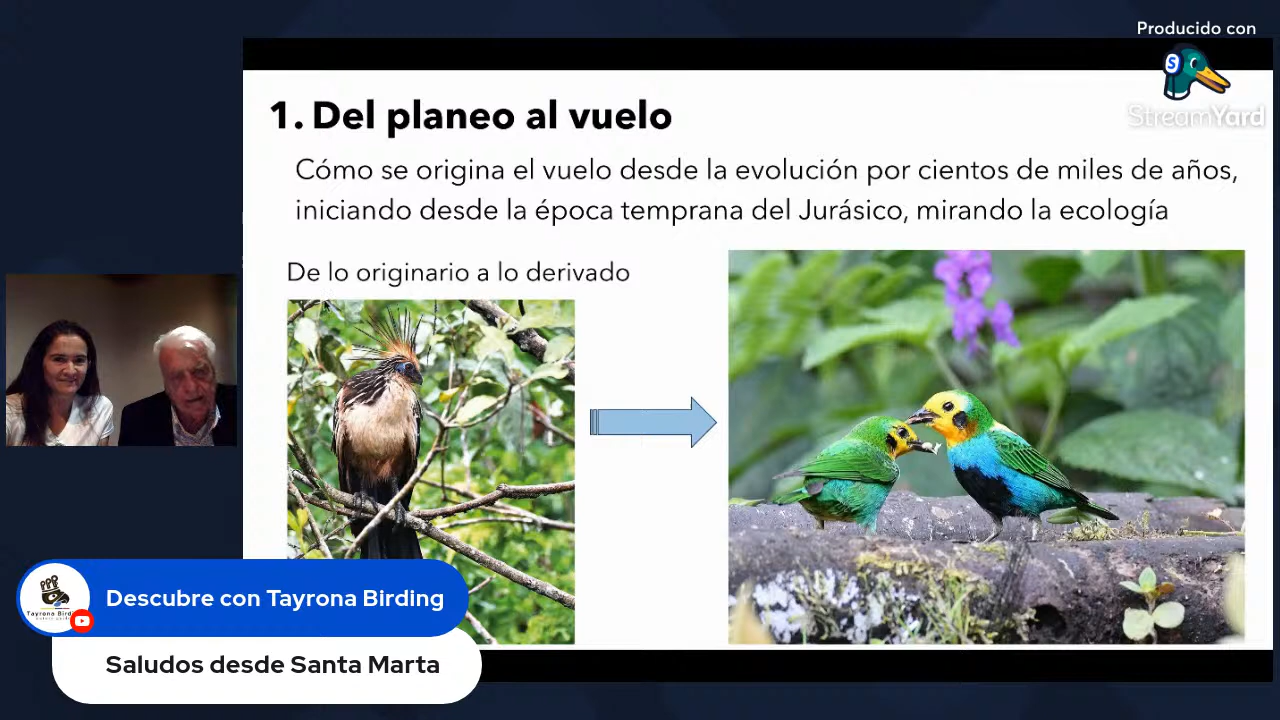 Producido con
S
StreamYard
1. Del planeo al vuelo
Cómo se origina el vuelo desde la evolución por cientos de miles de años,
iniciando desde la época temprana del Jurásico, mirando la ecología
De lo originario a lo derivado
Tayrona Birding
Descubre con Tayrona Birding
Saludos desde Santa Marta